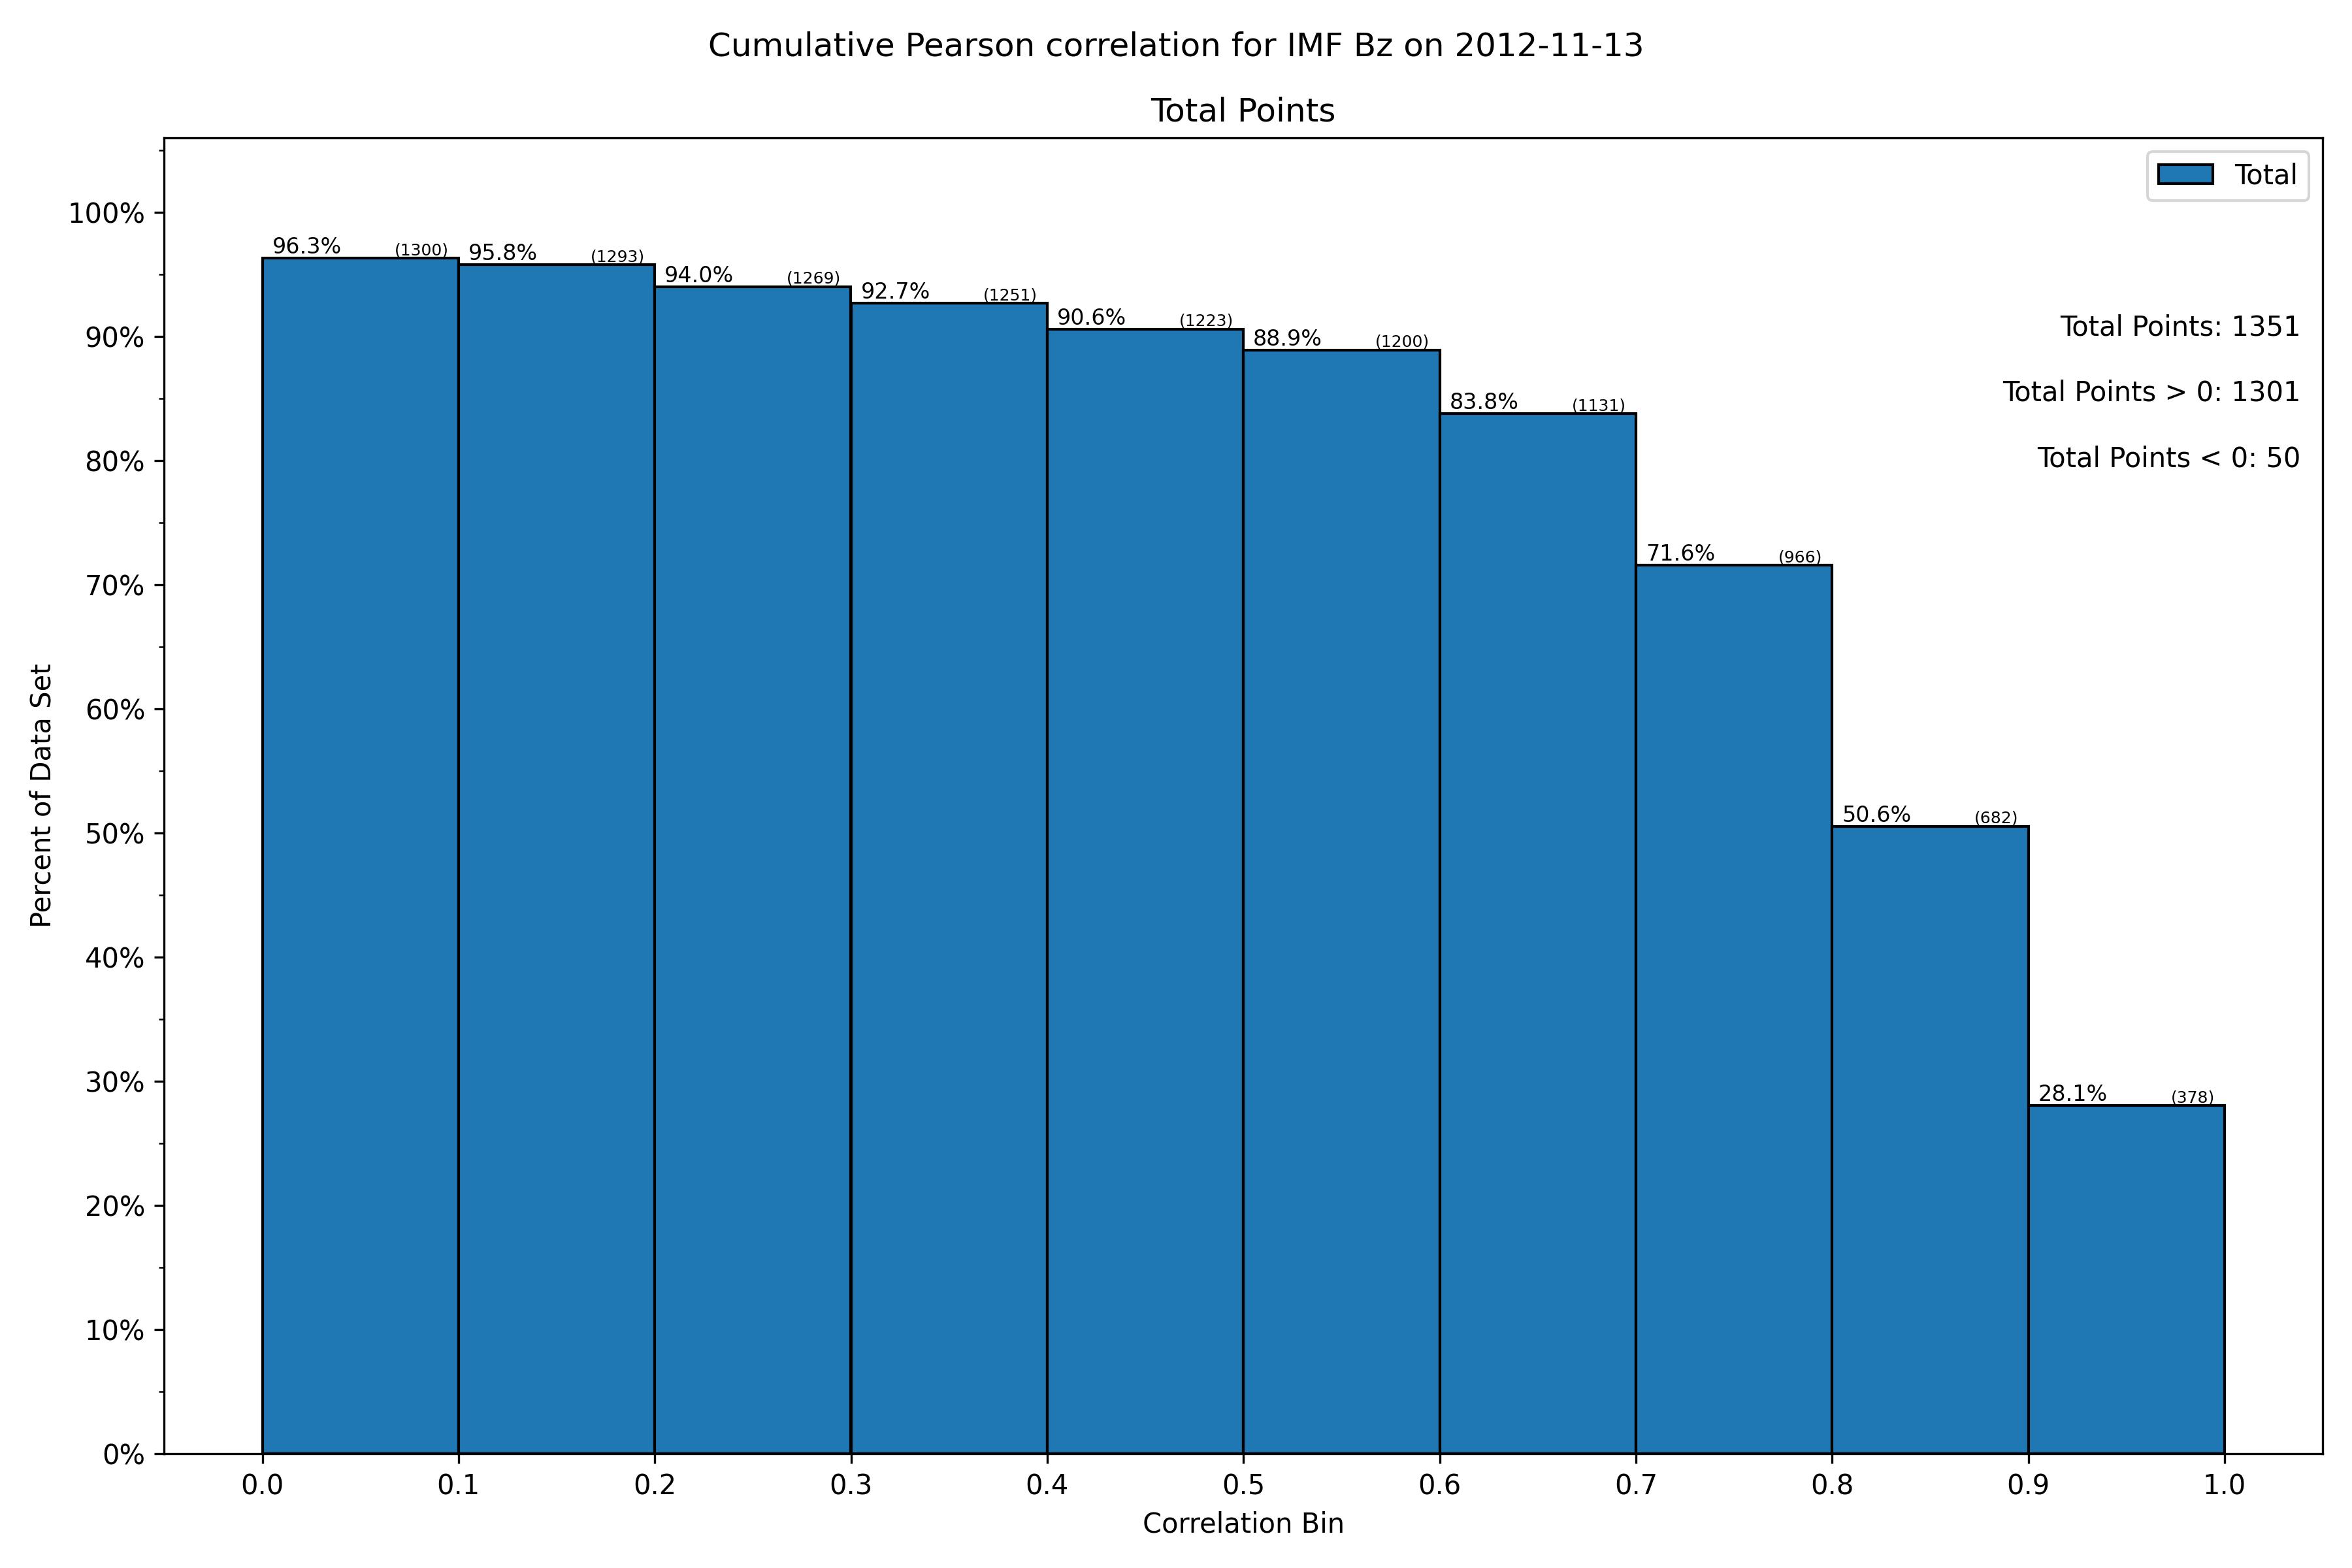 Cumulative Pearson correlation for IMF Bz on 2012-11-13
Total Points
Total
100%
90%
80%
70%
60%
50%
40%
30%
20%
10%
0%
Percent of Data Set
96.3% (1300)
95.8% (1293)
94.0% (1269)
92.7% (1251)
90.6% (1223)
88.9% (1200)
83.8% (1131)
71.6% (966)
50.6% (682)
28.1% (378)
Total Points: 1351
Total Points > 0: 1301
Total Points < 0: 50
0.0 0.1 0.2 0.3 0.4 0.5 0.6 0.7 0.8 0.9 1.0
Correlation Bin